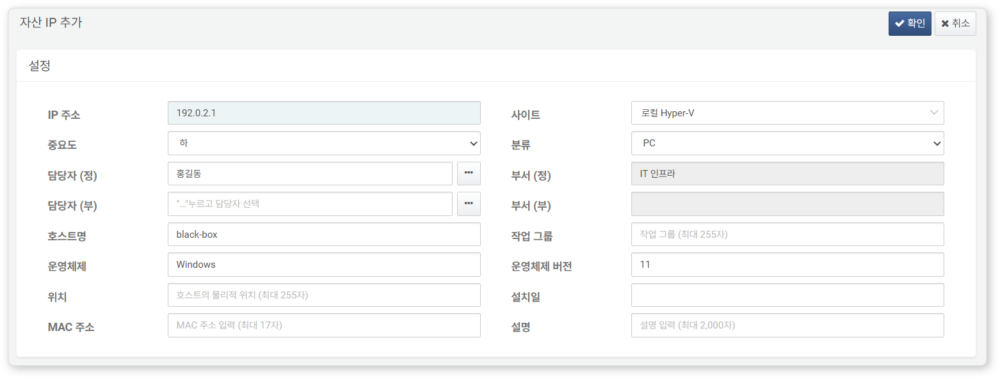 자산 IP 추가
확인 취소
설정
IP 주소 192.0.2.1 사이트 로컬 Hyper-V
중요도 하 분류 PC
담당자 (정) 홍길동 ••• 부서 (정) IT 인프라
담당자 (부) "..."누르고 담당자 선택 ••• 부서 (부)
호스트명 black-box 작업 그룹 작업 그룹 (최대 255자)
운영체제 Windows 운영체제 버전 11
위치 호스트의 물리적 위치 (최대 255자) 설치일
MAC 주소 MAC 주소 입력 (최대 17자) 설명 설명 입력 (최대 2,000자)